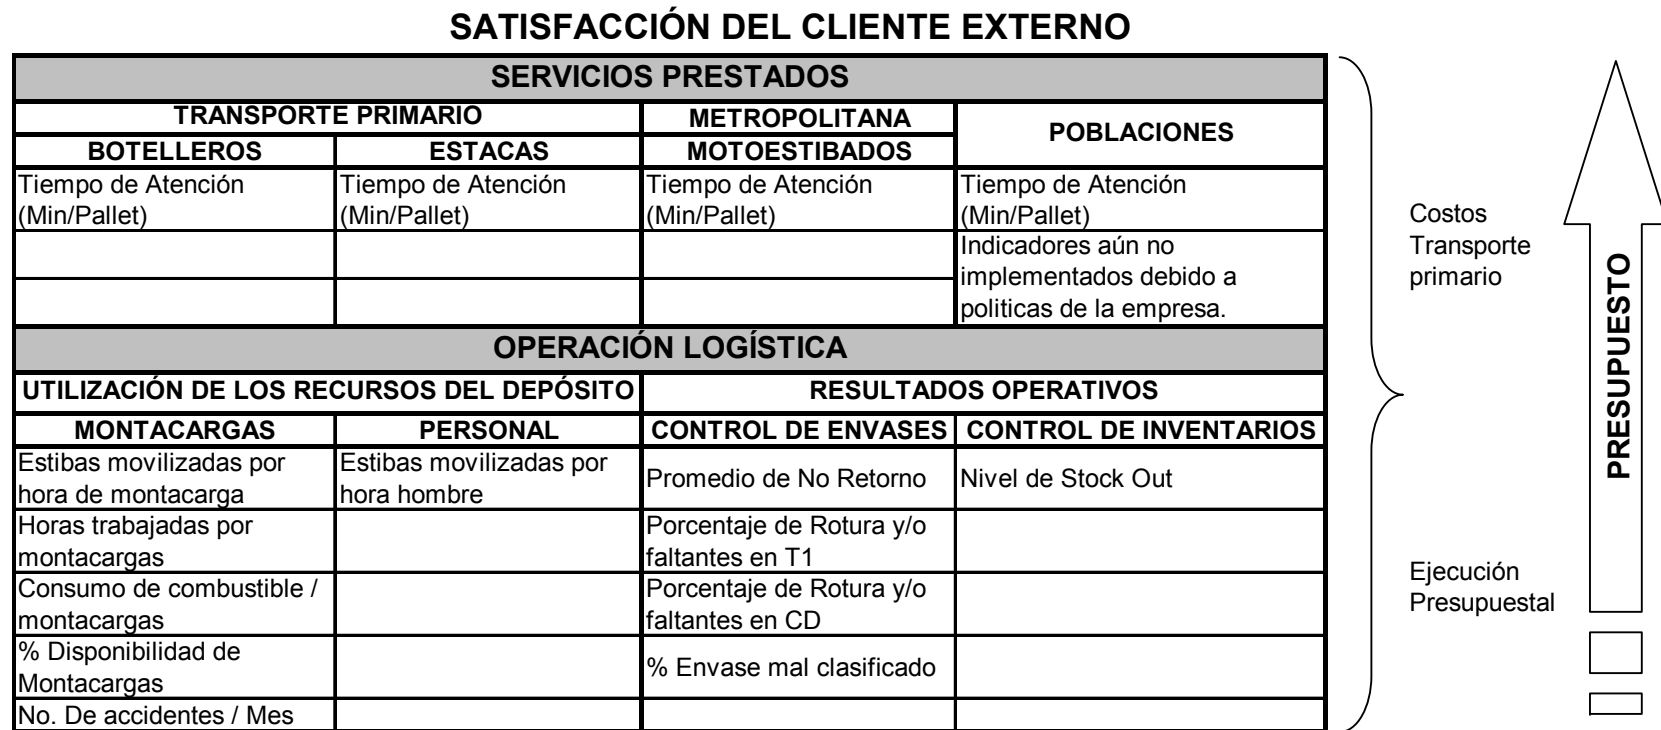 SATISFACCIÓN DEL CLIENTE EXTERNO
SERVICIOS PRESTADOS
TRANSPORTE PRIMARIO
METROPOLITANA
POBLACIONES
BOTELLEROS
ESTACAS
MOTOESTIBADOS
Tiempo de Atención
(Min/Pallet)
Tiempo de Atención
(Min/Pallet)
Tiempo de Atención
(Min/Pallet)
Tiempo de Atención
(Min/Pallet)
Indicadores aún no
implementados debido a
politicas de la empresa.
OPERACIÓN LOGÍSTICA
UTILIZACIÓN DE LOS RECURSOS DEL DEPÓSITO
RESULTADOS OPERATIVOS
MONTACARGAS
PERSONAL
CONTROL DE ENVASES
CONTROL DE INVENTARIOS
Estibas movilizadas por
hora de montacarga
Estibas movilizadas por
hora hombre
Promedio de No Retorno
Nivel de Stock Out
Horas trabajadas por
montacargas
Porcentaje de Rotura y/o
faltantes en T1
Consumo de combustible /
montacargas
Porcentaje de Rotura y/o
faltantes en CD
% Disponibilidad de
Montacargas
% Envase mal clasificado
No. De accidentes / Mes
Costos
Transporte
primario
Ejecución
Presupuestal
PRESUPUESTO